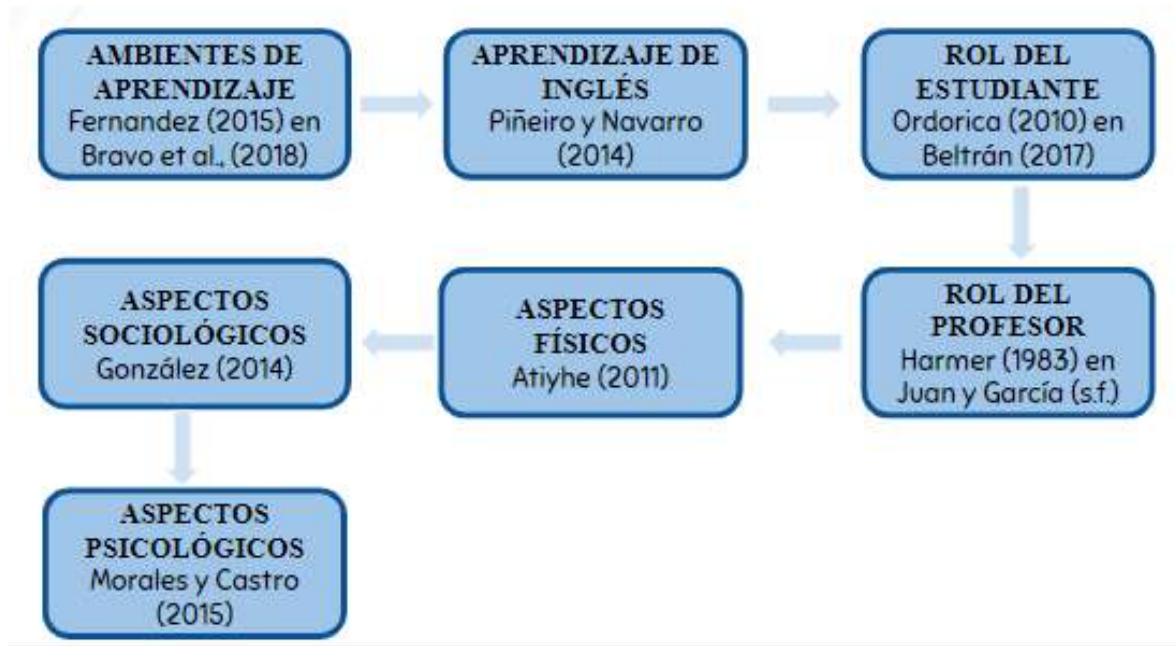 AMBIENTES DE
APRENDIZAJE
Fernandez (2015) en
Bravo et al., (2018)
APRENDIZAJE DE
INGLÉS
Piñeiro y Navarro
(2014)
ROL DEL
ESTUDIANTE
Ordorica (2010) en
Beltrán (2017)
ROL DEL
PROFESOR
Harmer (1983) en
Juan y García (s.f.)
ASPECTOS
FÍSICOS
Atiyhe (2011)
ASPECTOS
SOCIOLÓGICOS
González (2014)
ASPECTOS
PSICOLÓGICOS
Morales y Castro
(2015)